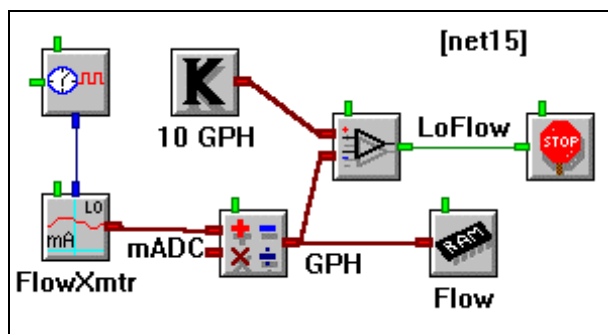 [net15]
K
10 GPH
LoFlow
STOP
LO
mA
FlowXmtr
mADC
GPH
RAM
Flow